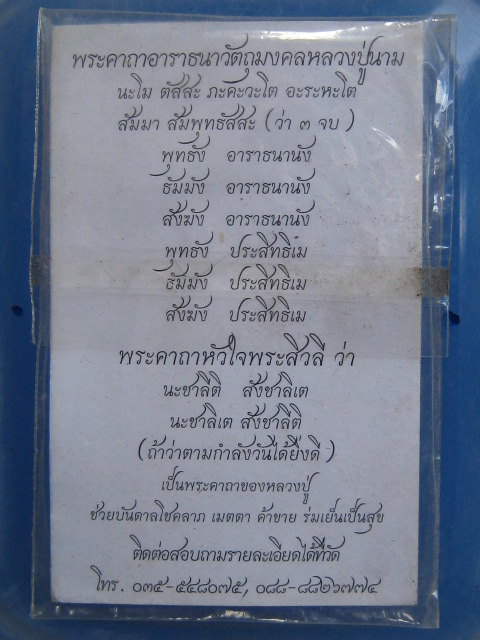 พระคาถาอาราธนาวัตถุมงคลหลวงปู่นาม
นะโม ตัสสะ ภะคะวะโต อะระหะโต
สัมมา สัมพุทธัสสะ (ว่า ๓ จบ)
พุทธัง อาราธนานัง
ธัมมัง อาราธนานัง
สังฆัง อาราธนานัง
พุทธัง ประสิทธิเม
ธัมมัง ประสิทธิเม
สังฆัง ประสิทธิเม
พระคาถาหัวใจพระสิวลี ว่า
นะชาลีติ สังชาลิเต
นะชาลิเต สังชาลีติ
(ถ้าว่าตามกำลังวันได้ยิ่งดี)
เป็นพระคาถาของหลวงปู่
ช่วยบันดาลโชคลาภ เมตตา ค้าขาย ร่มเย็นเป็นสุข
ติดต่อสอบถามรายละเอียดได้ที่วัด
โทร. ๐๓๕-๕๔๘๐๗๕, ๐๘๘-๘๘๒๖๗๗๔